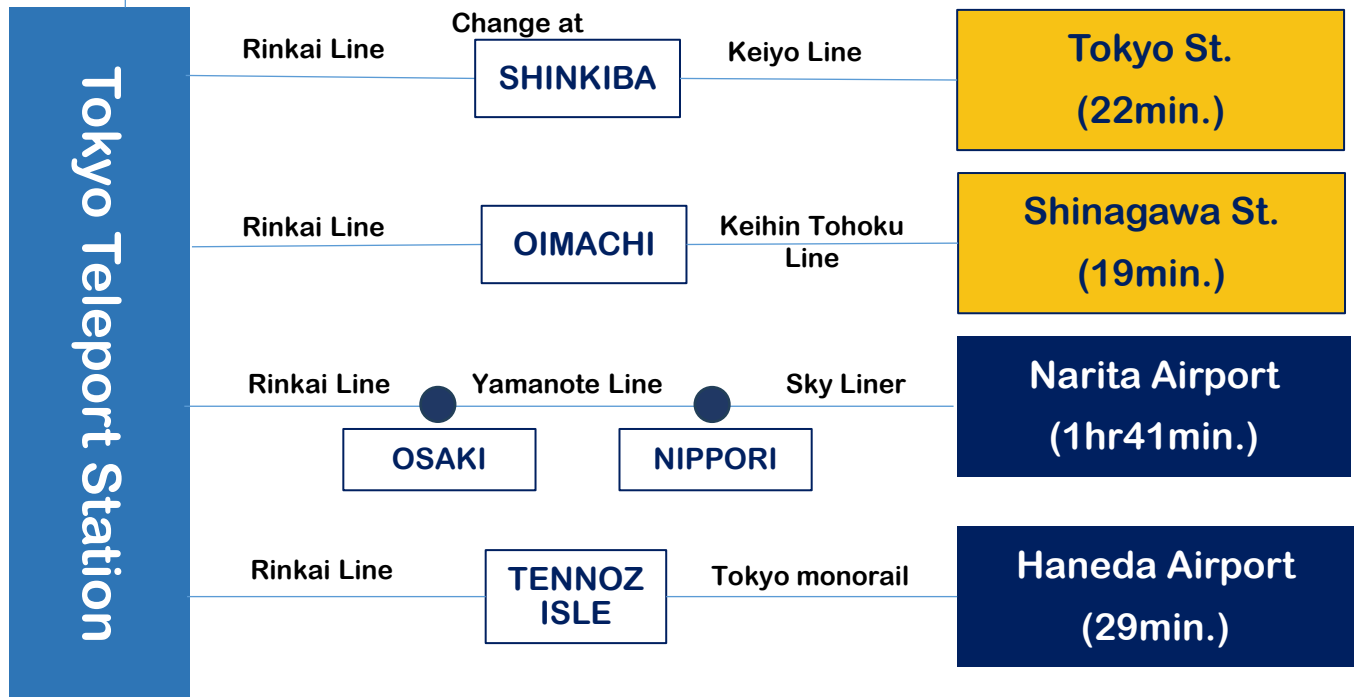 Tokyo Teleport Station
Change at
Rinkai Line
SHINKIBA
Keiyo Line
Tokyo St.
(22min.)
Rinkai Line
OIMACHI
Keihin Tohoku
Line
Shinagawa St.
(19min.)
Rinkai Line
Yamanote Line
Sky Liner
OSAKI
NIPPORI
Narita Airport
(1hr41min.)
Rinkai Line
TENNOZ
ISLE
Tokyo monorail
Haneda Airport
(29min.)